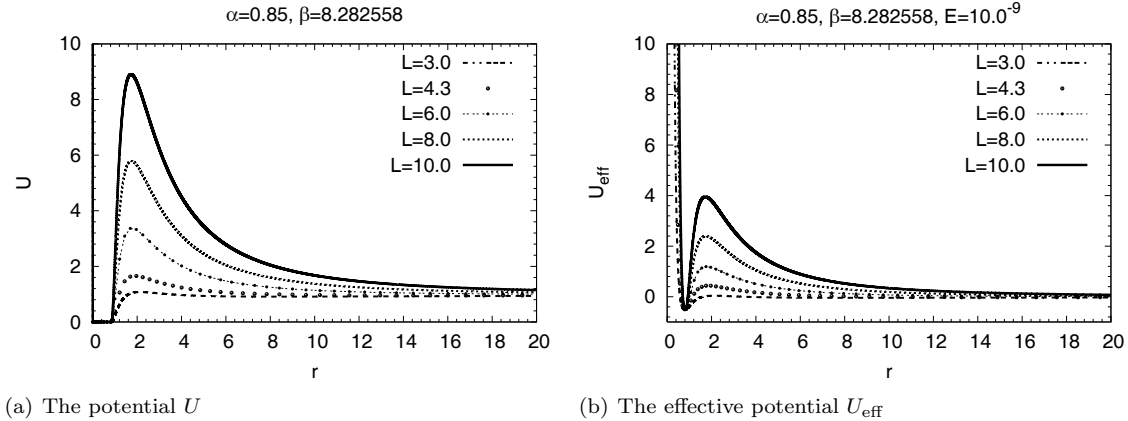 α=0.85, β=8.282558
10
8
6
4
2
0
0 2 4 6 8 10 12 14 16 18 20
U
r
L=3.0
L=4.3
L=6.0
L=8.0
L=10.0
(a) The potential U
α=0.85, β=8.282558, E=10.0⁻⁹
10
8
6
4
2
0
0 2 4 6 8 10 12 14 16 18 20
U_eff
r
L=3.0
L=4.3
L=6.0
L=8.0
L=10.0
(b) The effective potential U_eff